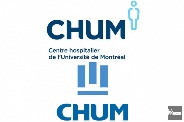 CHUM
Centre hospitalier
de l'Université de Montréal
CHUM